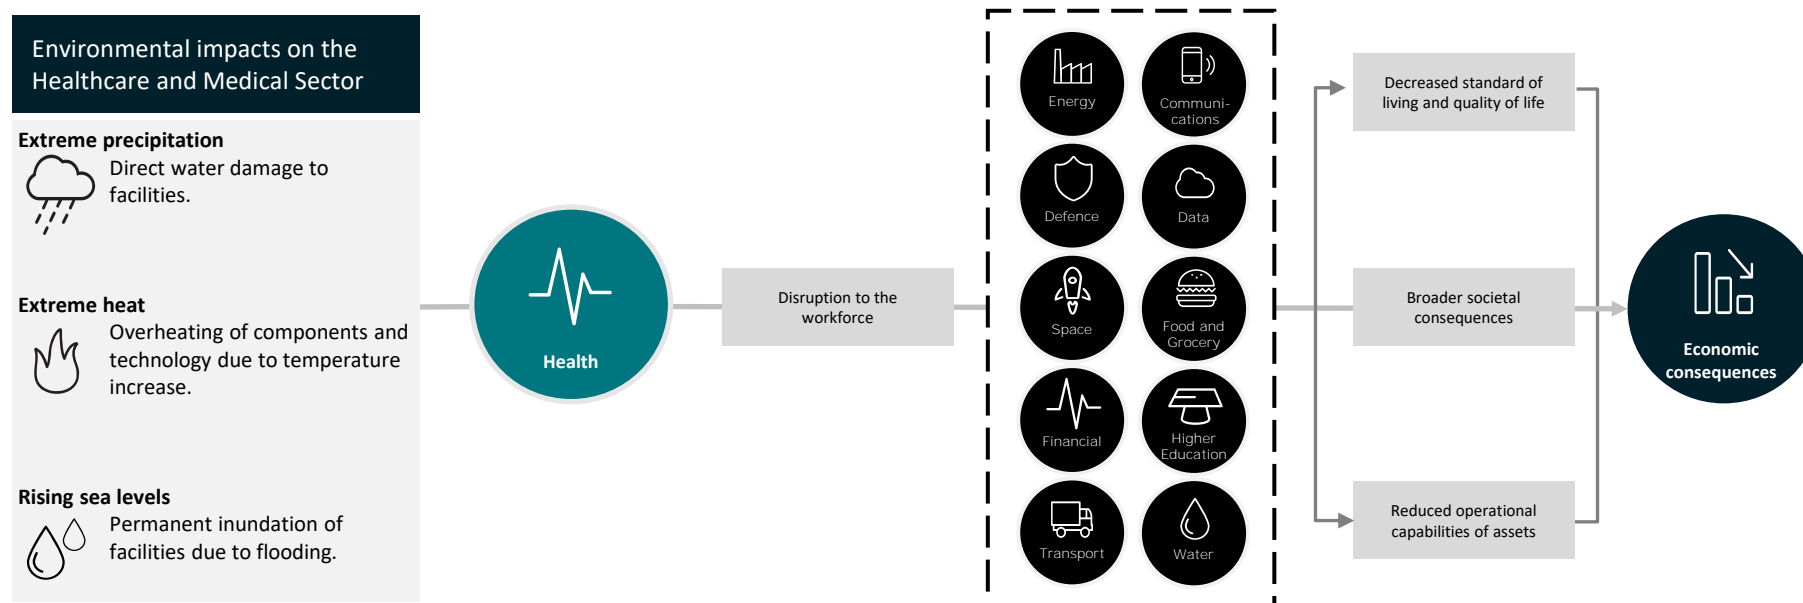 Environmental impacts on the
Healthcare and Medical Sector
Extreme precipitation
Direct water damage to
facilities.
Extreme heat
Overheating of components and
technology due to temperature
increase.
Rising sea levels
Permanent inundation of
facilities due to flooding.
Health
Disruption to the
workforce
Energy
Communi-
cations
Defence
Data
Space
Food and
Grocery
Financial
Higher
Education
Transport
Water
Decreased standard of
living and quality of life
Broader societal
consequences
Reduced operational
capabilities of assets
Economic
consequences